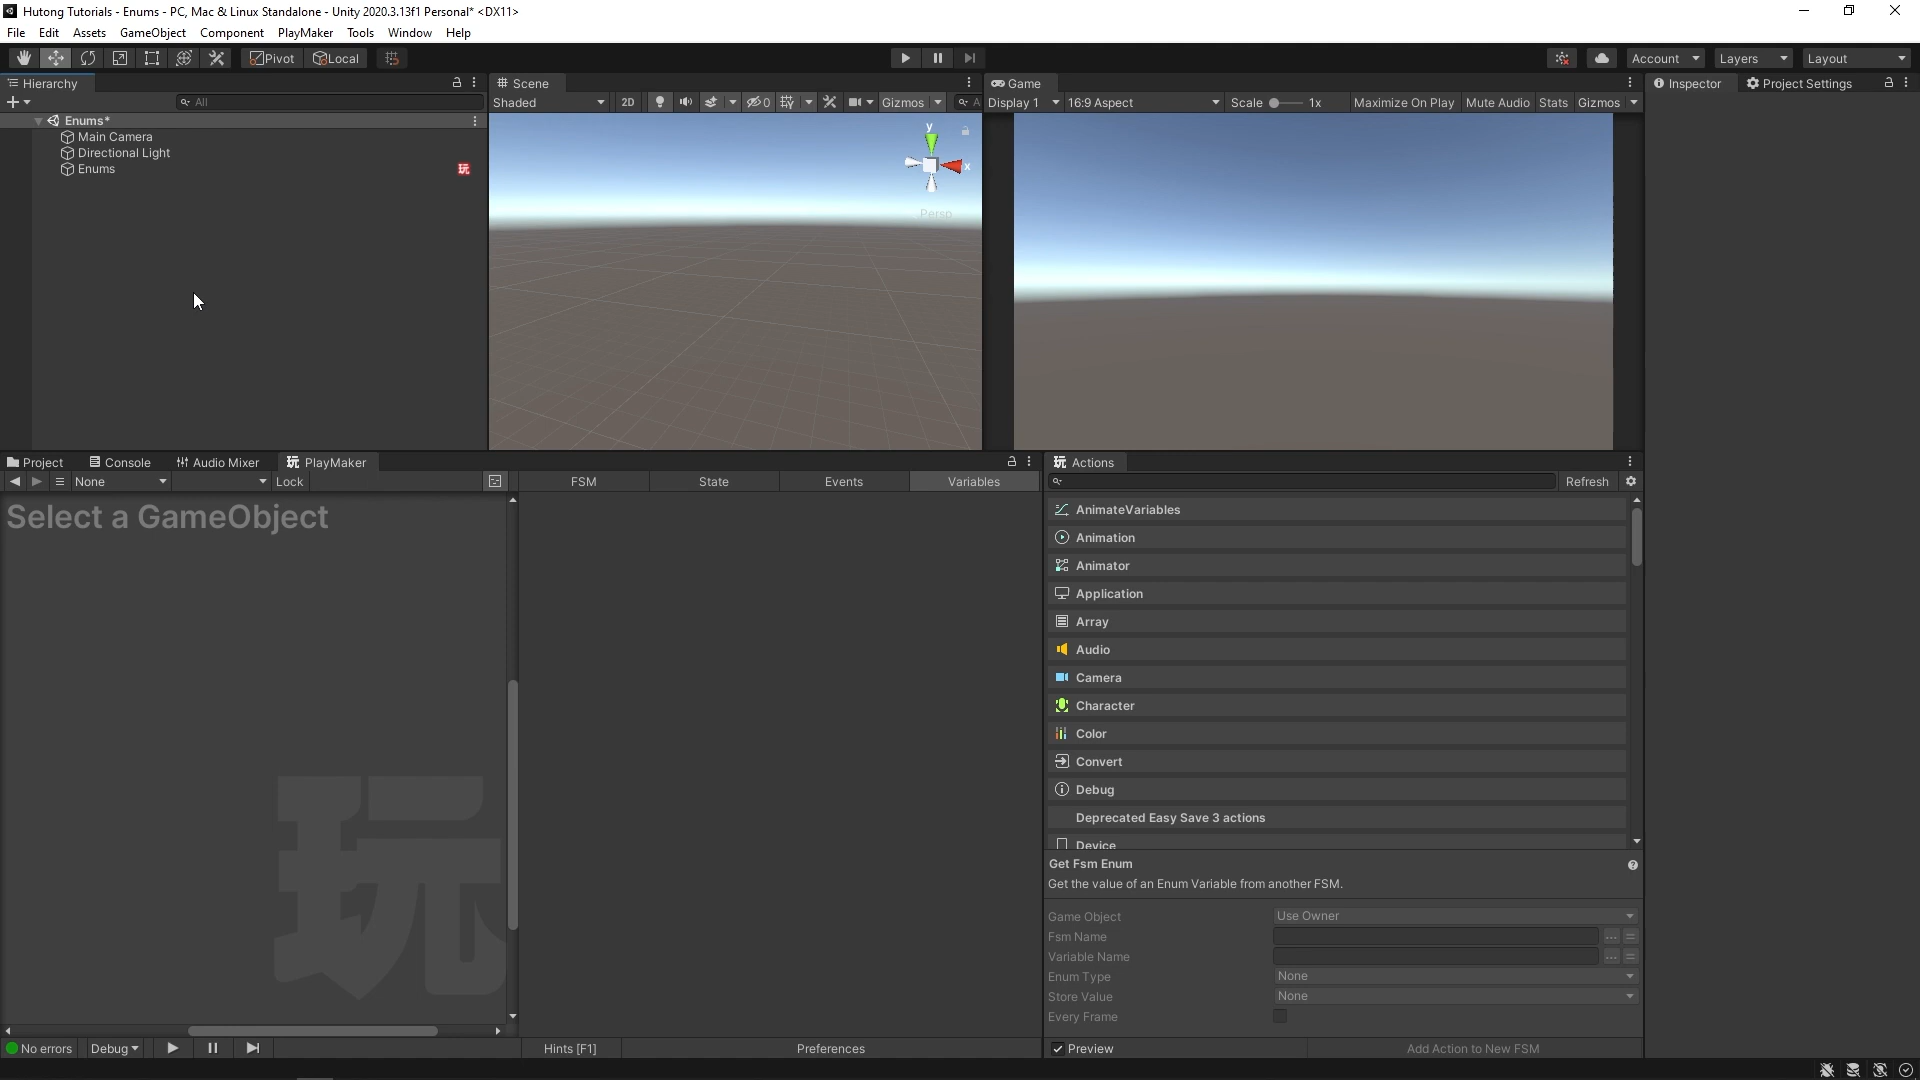 Hutong Tutorials - Enums - PC, Mac & Linux Standalone - Unity 2020.3.13f1 Personal* <DX11>
File Edit Assets GameObject Component PlayMaker Tools Window Help
Pivot Local Account Layers Layout
Hierarchy Scene Game Inspector Project Settings
All Shaded 2D 0 Gizmos A Display 1 16:9 Aspect Scale 1x Maximize On Play Mute Audio Stats Gizmos
Enums*
Main Camera
Directional Light
Enums 玩
y
x
Persp
Project Console Audio Mixer 玩 PlayMaker 玩 Actions
None Lock FSM State Events Variables Refresh
Select a GameObject
玩
AnimateVariables
Animation
Animator
Application
Array
Audio
Camera
Character
Color
Convert
Debug
Deprecated Easy Save 3 actions
Device
Get Fsm Enum
Get the value of an Enum Variable from another FSM.
Game Object Use Owner
Fsm Name
Variable Name
Enum Type None
Store Value None
Every Frame
No errors Debug Hints [F1] Preferences Preview Add Action to New FSM